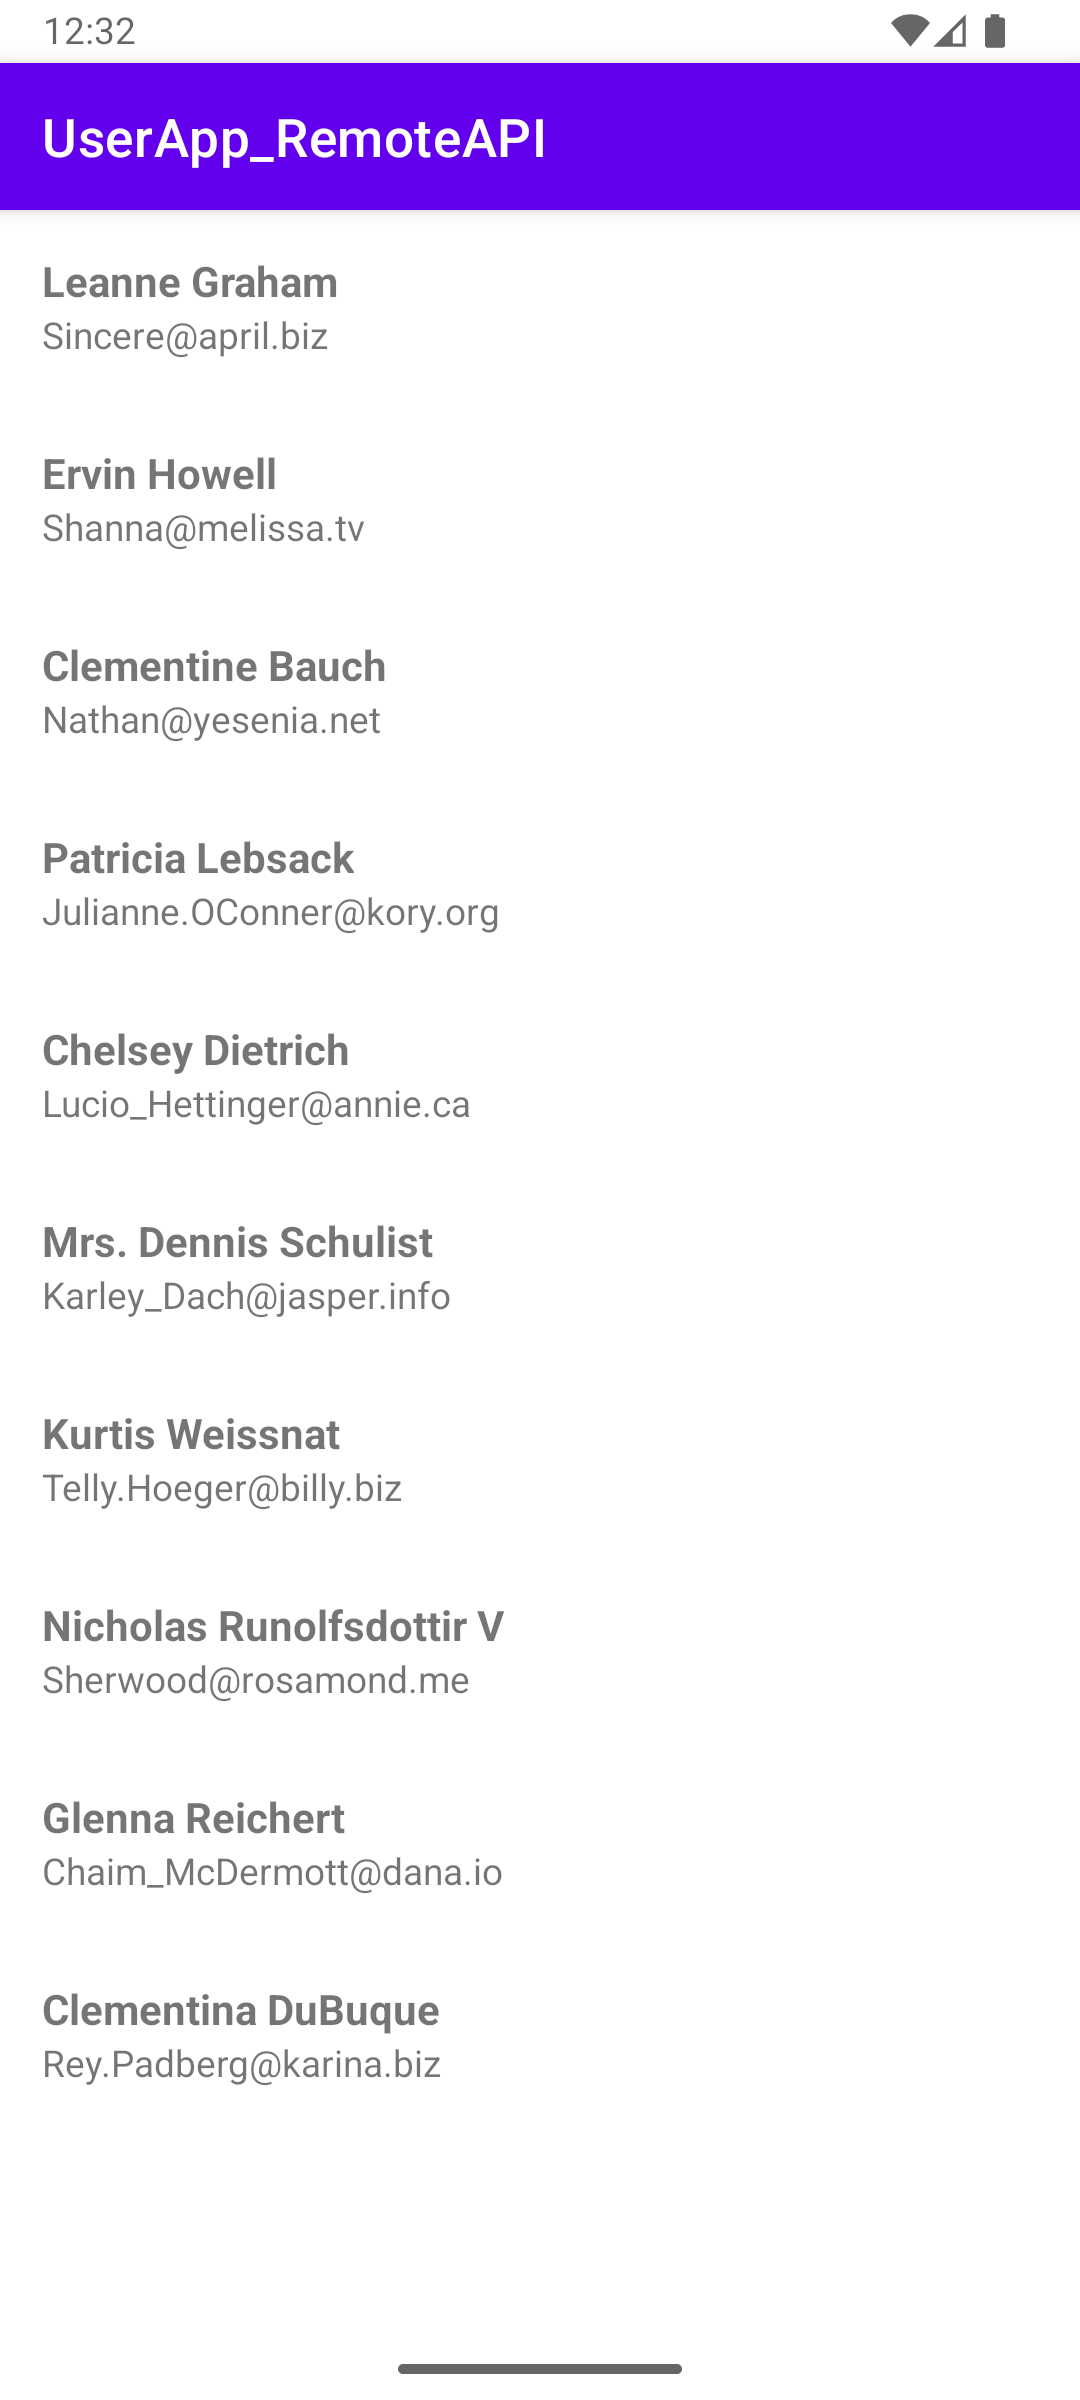 12:32
UserApp_RemoteAPI
Leanne Graham
Sincere@april.biz
Ervin Howell
Shanna@melissa.tv
Clementine Bauch
Nathan@yesenia.net
Patricia Lebsack
Julianne.OConner@kory.org
Chelsey Dietrich
Lucio_Hettinger@annie.ca
Mrs. Dennis Schulist
Karley_Dach@jasper.info
Kurtis Weissnat
Telly.Hoeger@billy.biz
Nicholas Runolfsdottir V
Sherwood@rosamond.me
Glenna Reichert
Chaim_McDermott@dana.io
Clementina DuBuque
Rey.Padberg@karina.biz